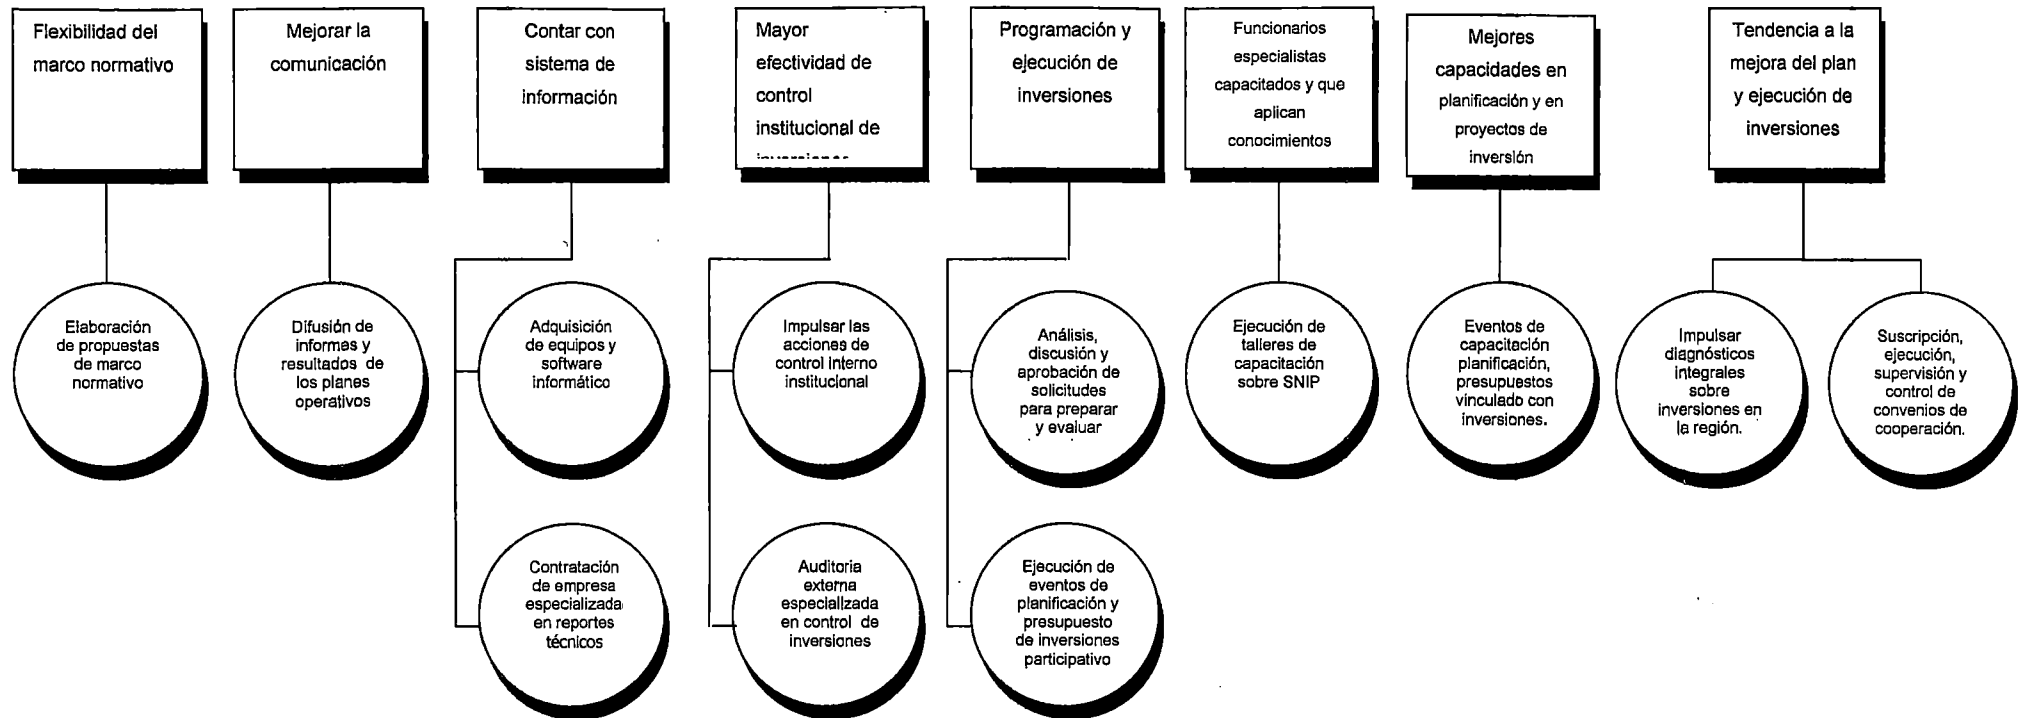 Flexibilidad del
marco normativo
Mejorar la
comunicación
Contar con
sistema de
información
Mayor
efectividad de
control
institucional de
Programación y
ejecución de
inversiones
Funcionarios
especialistas
capacitados y que
aplican
conocimientos
Mejores
capacidades en
planificación y en
proyectos de
inversión
Tendencia a la
mejora del plan
y ejecución de
inversiones
Elaboración
de propuestas
de marco
normativo
Difusión de
informes y
resultados de
los planes
operativos
Adquisición
de equipos y
software
informático
Impulsar las
acciones de
control interno
institucional
Análisis,
discusión y
aprobación de
solicitudes
para preparar
y evaluar
Ejecución de
talleres de
capacitación
sobre SNIP
Eventos de
capacitación
planificación,
presupuestos
vinculado con
inversiones.
Impulsar
diagnósticos
integrales
sobre
inversiones en
la región.
Suscripción,
ejecución,
supervisión y
control de
convenios de
cooperación.
Contratación
de empresa
especializada
en reportes
técnicos
Auditoria
externa
especializada
en control de
inversiones
Ejecución de
eventos de
planificación y
presupuesto
de inversiones
participativo